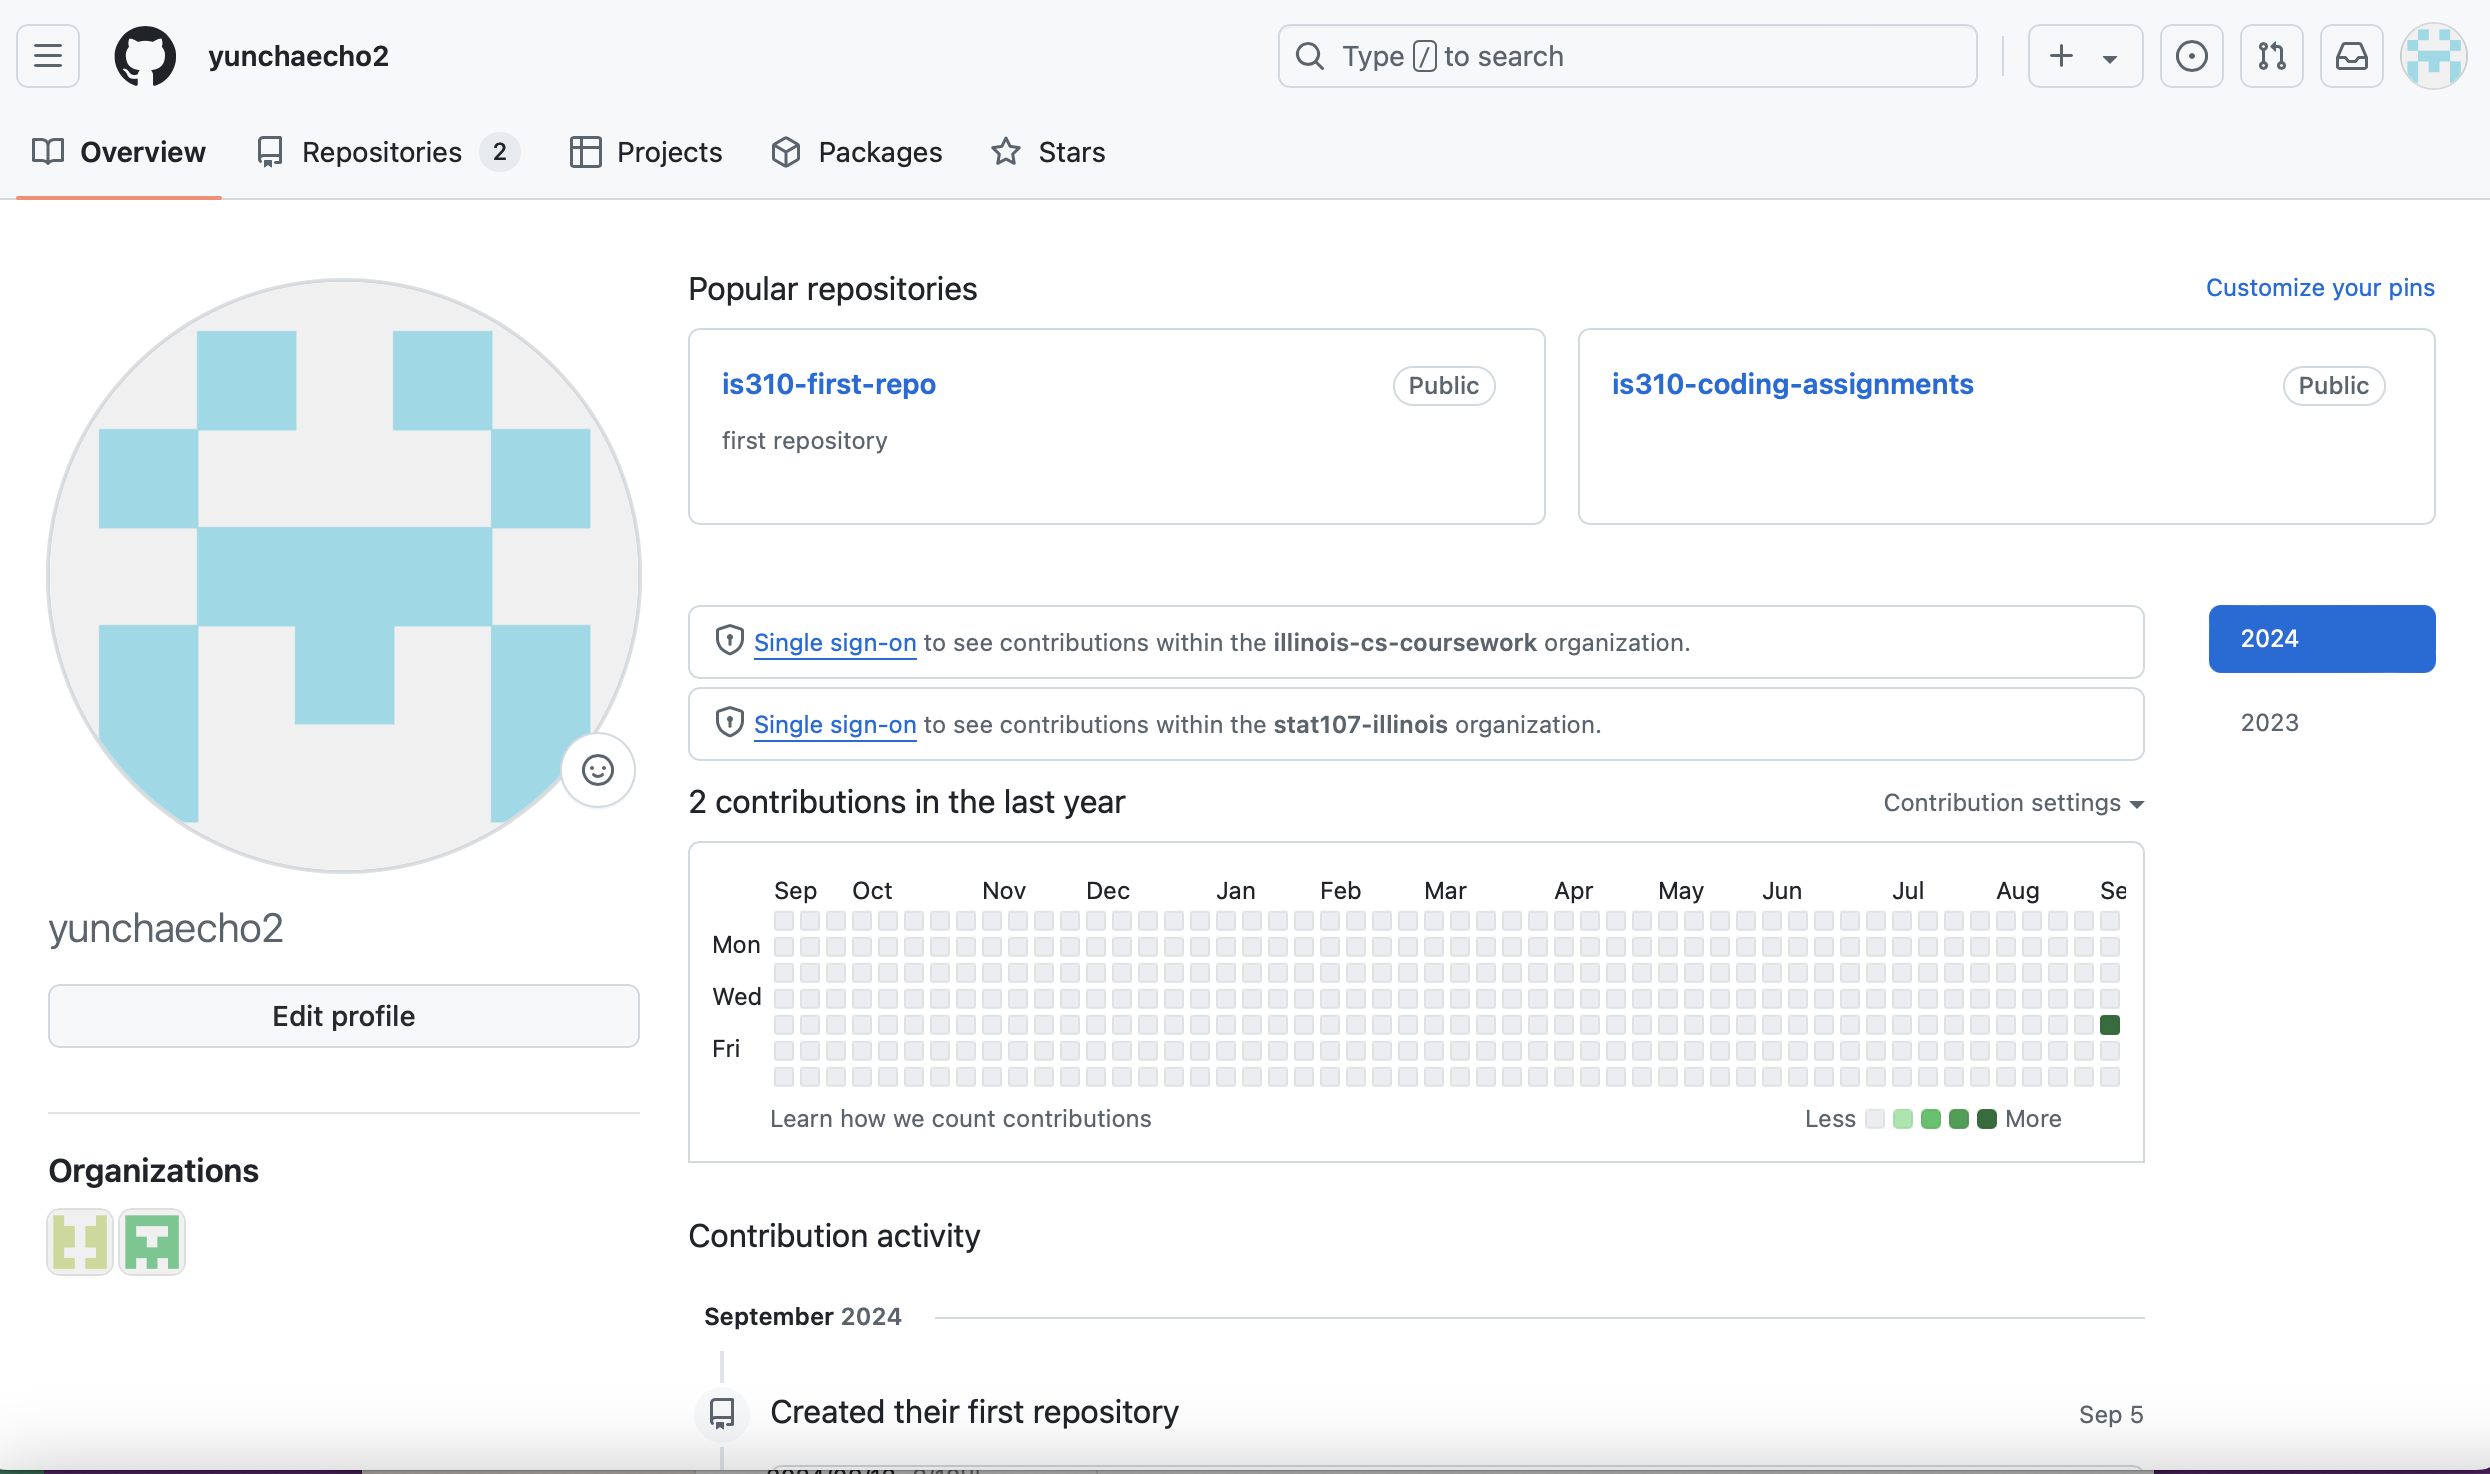 yunchaecho2
Type / to search
Overview
Repositories 2
Projects
Packages
Stars
Popular repositories
Customize your pins
is310-first-repo
Public
first repository
is310-coding-assignments
Public
Single sign-on to see contributions within the illinois-cs-coursework organization.
Single sign-on to see contributions within the stat107-illinois organization.
2024
2023
2 contributions in the last year
Contribution settings
Sep Oct Nov Dec Jan Feb Mar Apr May Jun Jul Aug Se
Mon
Wed
Fri
Learn how we count contributions
Less More
yunchaecho2
Edit profile
Organizations
Contribution activity
September 2024
Created their first repository
Sep 5